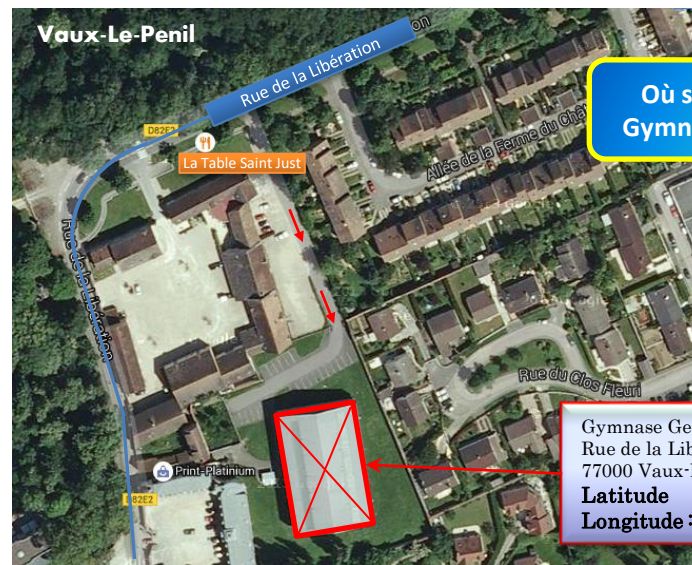 Vaux-Le-Penil
Rue de la Libération
on
D82E2
La Table Saint Just
Où s
Gymn
Allée de la Ferme du Chât
Rue de la Libération
Rue du Clos Fleuri
Print-Platinium
D82E2
Gymnase Ge
Rue de la Lib
77000 Vaux-
Latitude
Longitude :